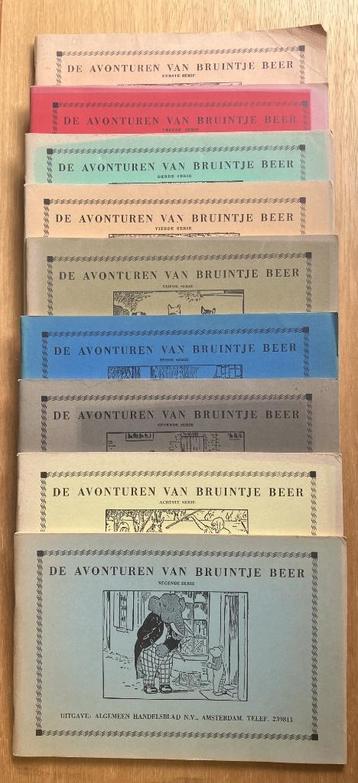 DE AVONTUREN VAN BRUINTJE BEER
EERSTE SERIE
DE AVONTUREN VAN BRUINTJE BEER
TWEEDE SERIE
DE AVONTUREN VAN BRUINTJE BEER
DERDE SERIE
DE AVONTUREN VAN BRUINTJE BEER
VIERDE SERIE
DE AVONTUREN VAN BRUINTJE BEER
VIJFDE SERIE
DE AVONTUREN VAN BRUINTJE BEER
ZESDE SERIE
DE AVONTUREN VAN BRUINTJE BEER
ZEVENDE SERIE
DE AVONTUREN VAN BRUINTJE BEER
ACHTSTE SERIE
DE AVONTUREN VAN BRUINTJE BEER
NEGENDE SERIE
UITGAVE: ALGEMEEN HANDELSBLAD N.V., AMSTERDAM. TELEF. 239811